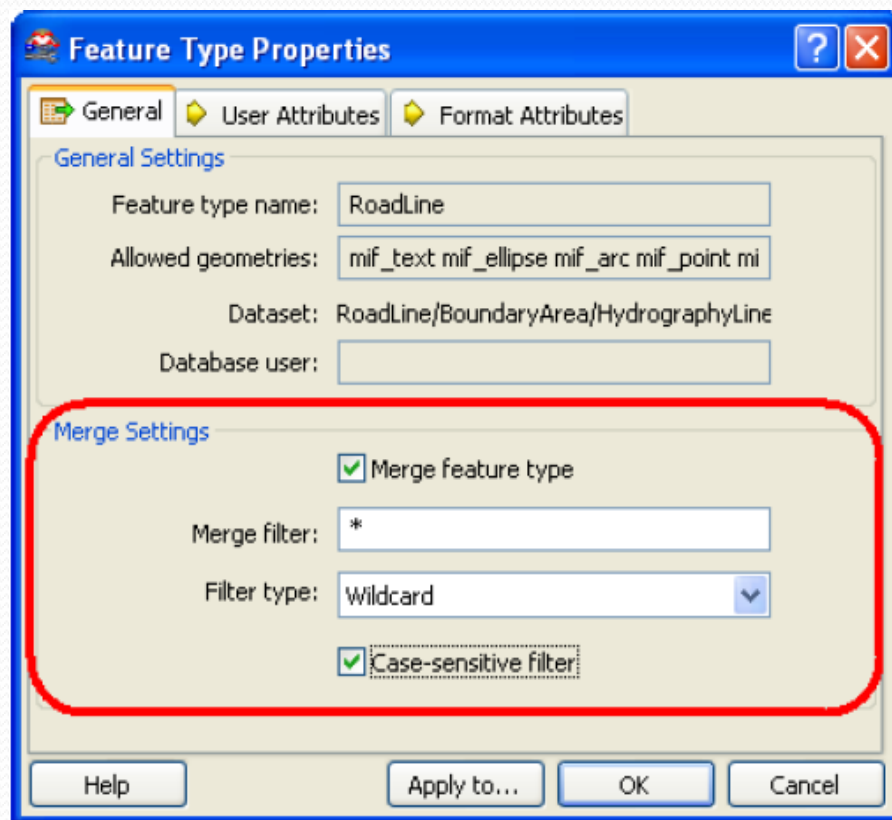 Feature Type Properties
General
User Attributes
Format Attributes
General Settings
Feature type name: RoadLine
Allowed geometries: mif_text mif_ellipse mif_arc mif_point mi
Dataset: RoadLine/BoundaryArea/HydrographyLine
Database user:
Merge Settings
Merge feature type
Merge filter: *
Filter type: Wildcard
Case-sensitive filter
Help
Apply to...
OK
Cancel